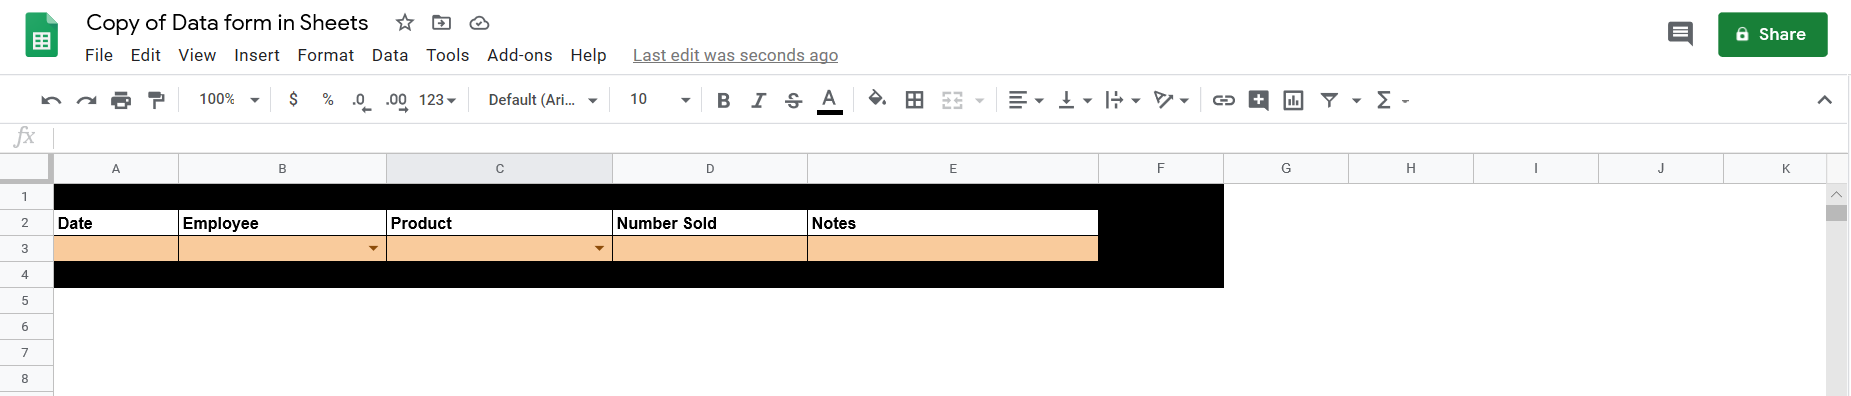 Copy of Data form in Sheets
File Edit View Insert Format Data Tools Add-ons Help Last edit was seconds ago
Share
100% $ % .0 .00 123 Default (Ari... 10 B I S A Σ
fx
A B C D E F G H I J K
1
2 Date Employee Product Number Sold Notes
3
4
5
6
7
8